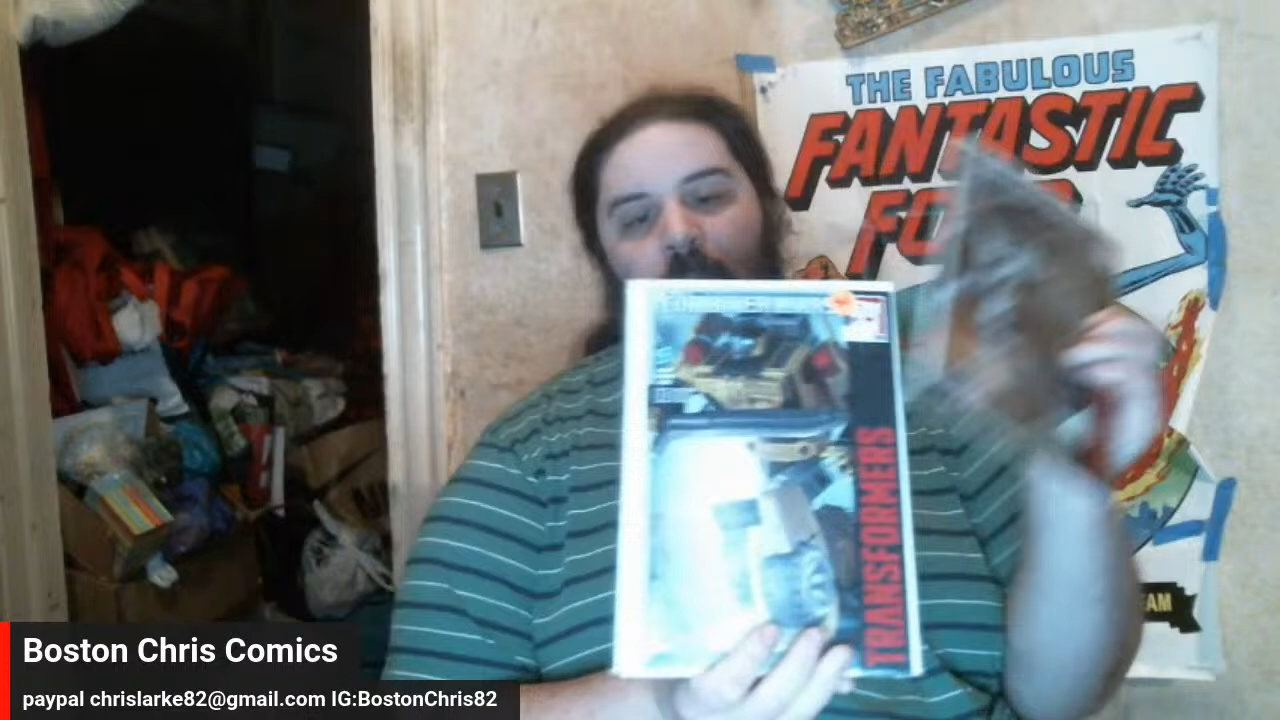 THE FABULOUS
FANTASTIC
TRANSFORMERS
Boston Chris Comics
paypal chrislarke82@gmail.com IG:BostonChris82